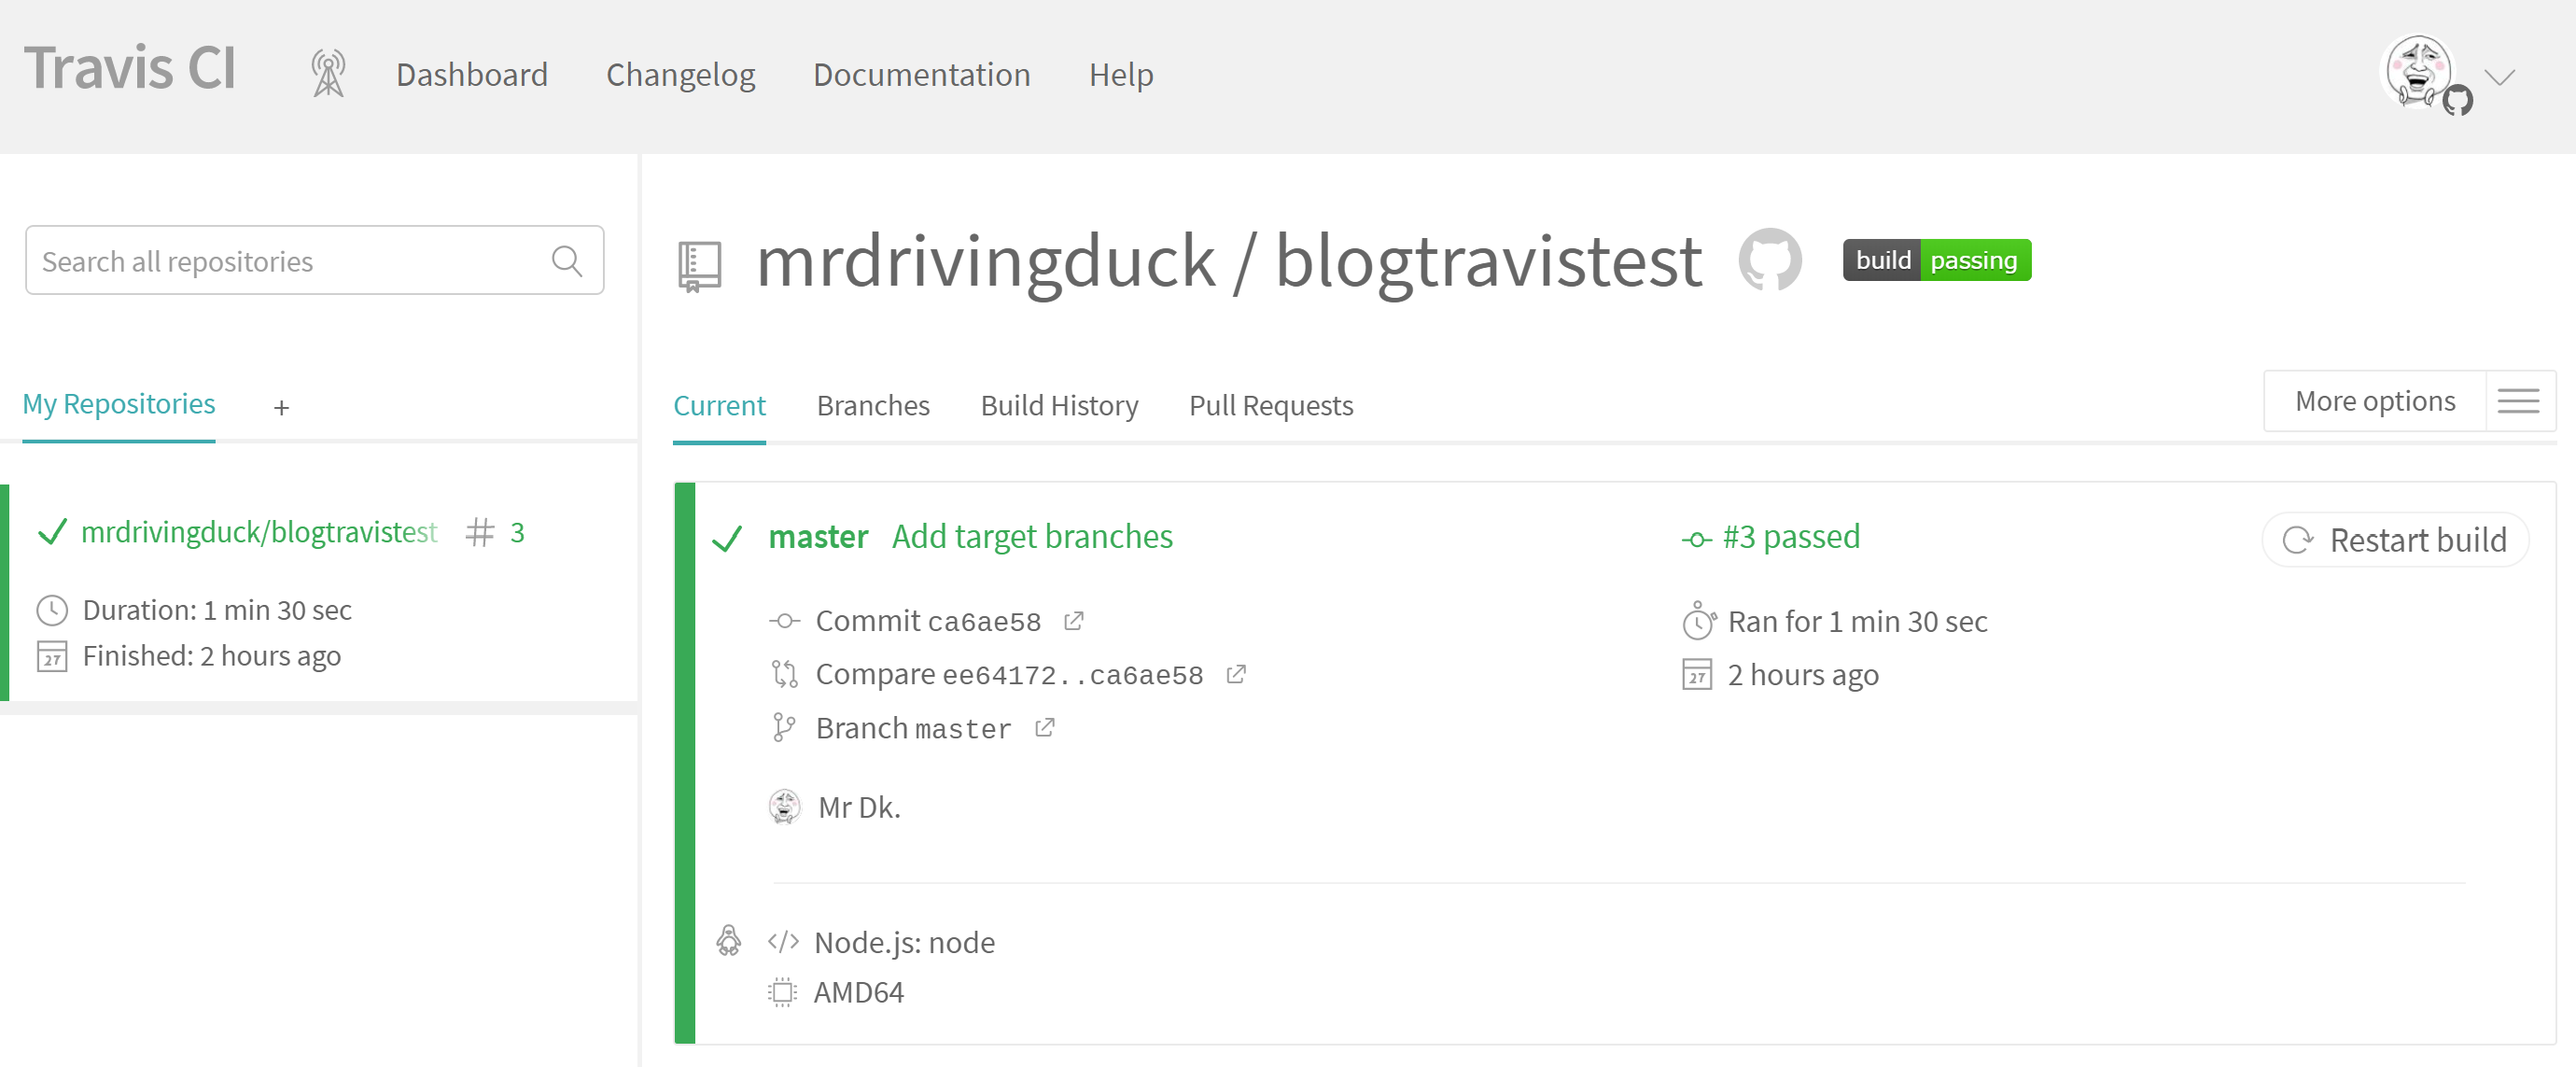 Travis CI Dashboard Changelog Documentation Help
Search all repositories
mrdrivingduck / blogtravistest build passing
My Repositories +
Current Branches Build History Pull Requests More options
mrdrivingduck/blogtravistest # 3
Duration: 1 min 30 sec
27 Finished: 2 hours ago
master Add target branches #3 passed Restart build
Commit ca6ae58 Ran for 1 min 30 sec
Compare ee64172..ca6ae58 27 2 hours ago
Branch master
Mr Dk.
</> Node.js: node
AMD64